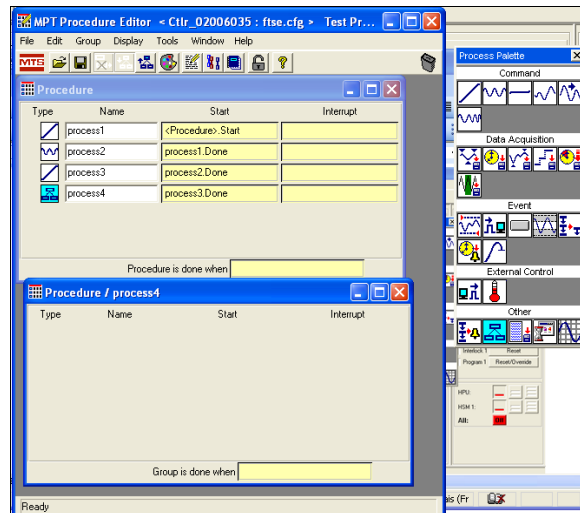 MPT Procedure Editor < Ctlr_02006035 : ftse.cfg > Test Pr...
File Edit Group Display Tools Window Help
MTS
Procedure
Type Name Start Interrupt
process1 <Procedure>.Start
process2 process1.Done
process3 process2.Done
process4 process3.Done
Procedure is done when
Procedure / process4
Type Name Start Interrupt
Group is done when
Ready
Process Palette
Command
Data Acquisition
Event
External Control
Other
Interlock 1 Reset
Program 1 Reset/Override
HPU:
HSM 1:
All:
ais (Fr